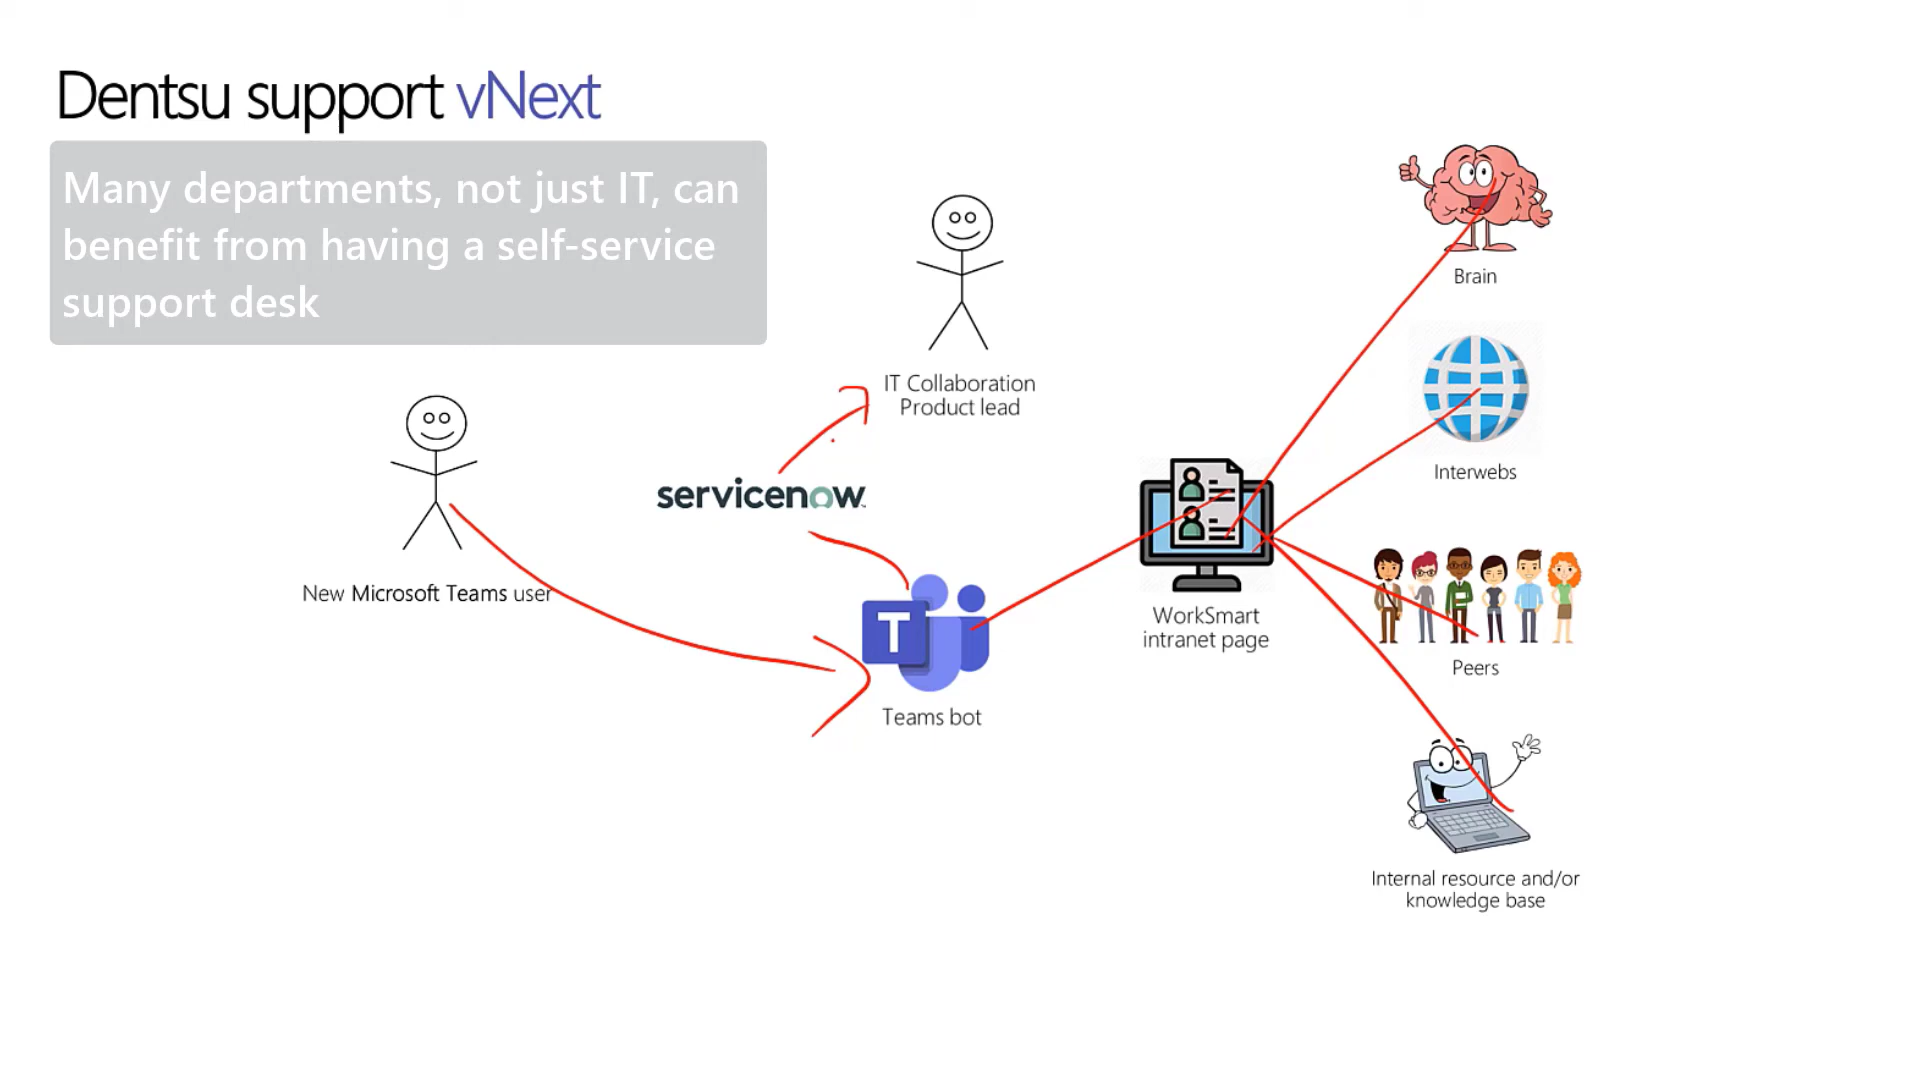 Dentsu support vNext
Many departments, not just IT, can
benefit from having a self-service
support desk
IT Collaboration
Product lead
New Microsoft Teams user
servicenow
T
Teams bot
WorkSmart
intranet page
Brain
Interwebs
Peers
Internal resource and/or
knowledge base